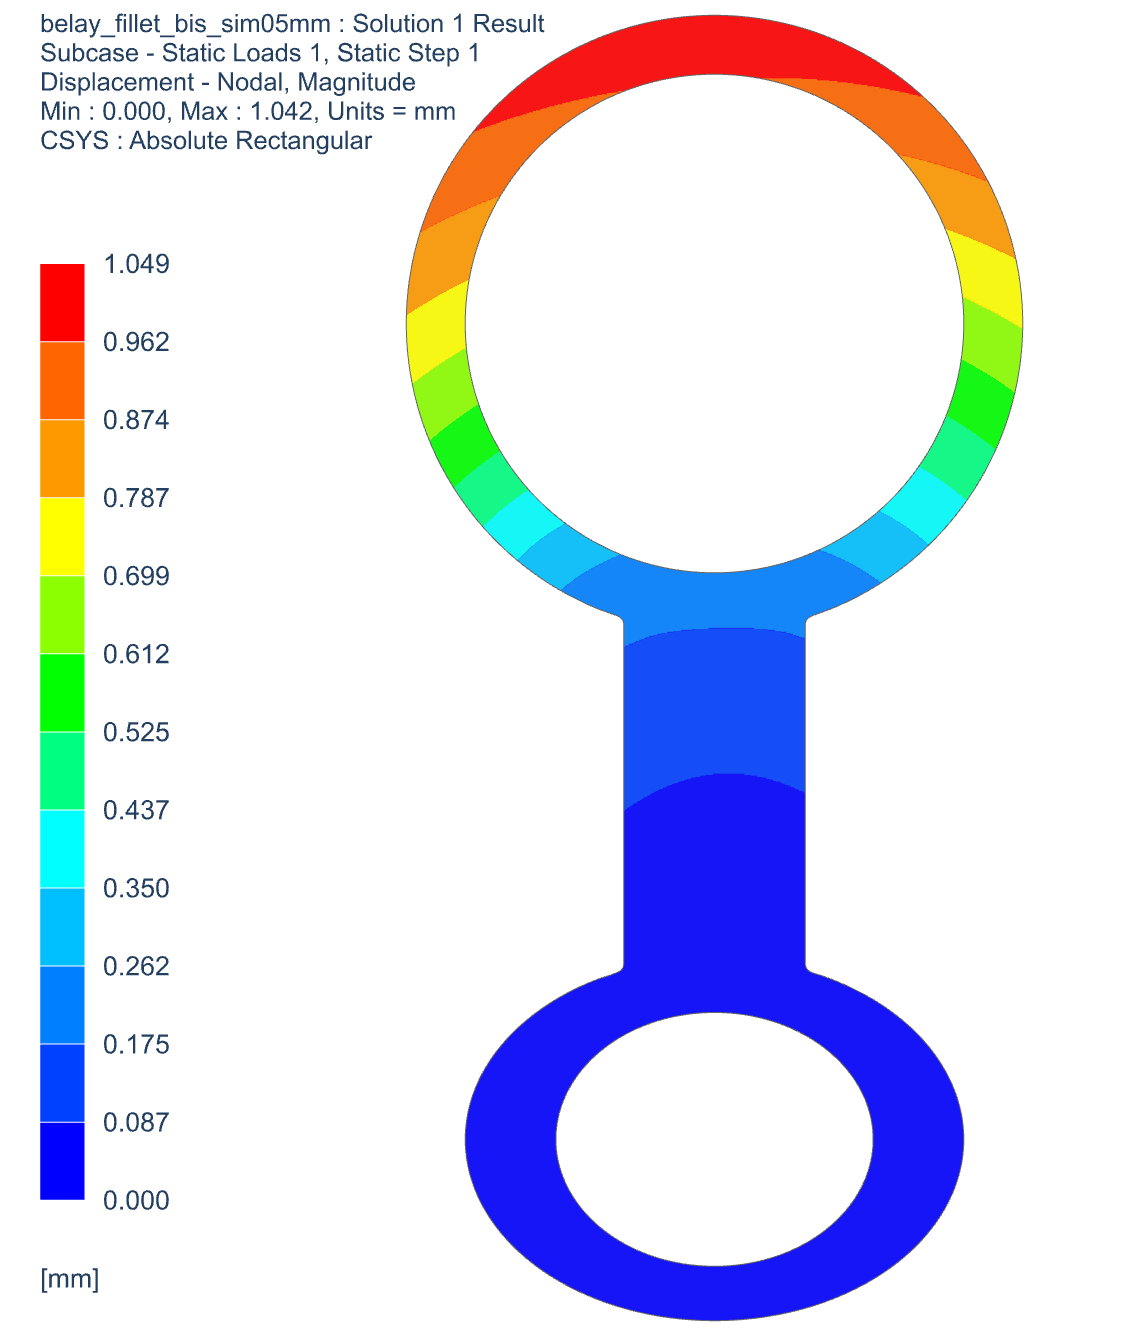 belay_fillet_bis_sim05mm : Solution 1 Result
Subcase - Static Loads 1, Static Step 1
Displacement - Nodal, Magnitude
Min : 0.000, Max : 1.042, Units = mm
CSYS : Absolute Rectangular
1.049
0.962
0.874
0.787
0.699
0.612
0.525
0.437
0.350
0.262
0.175
0.087
0.000
[mm]